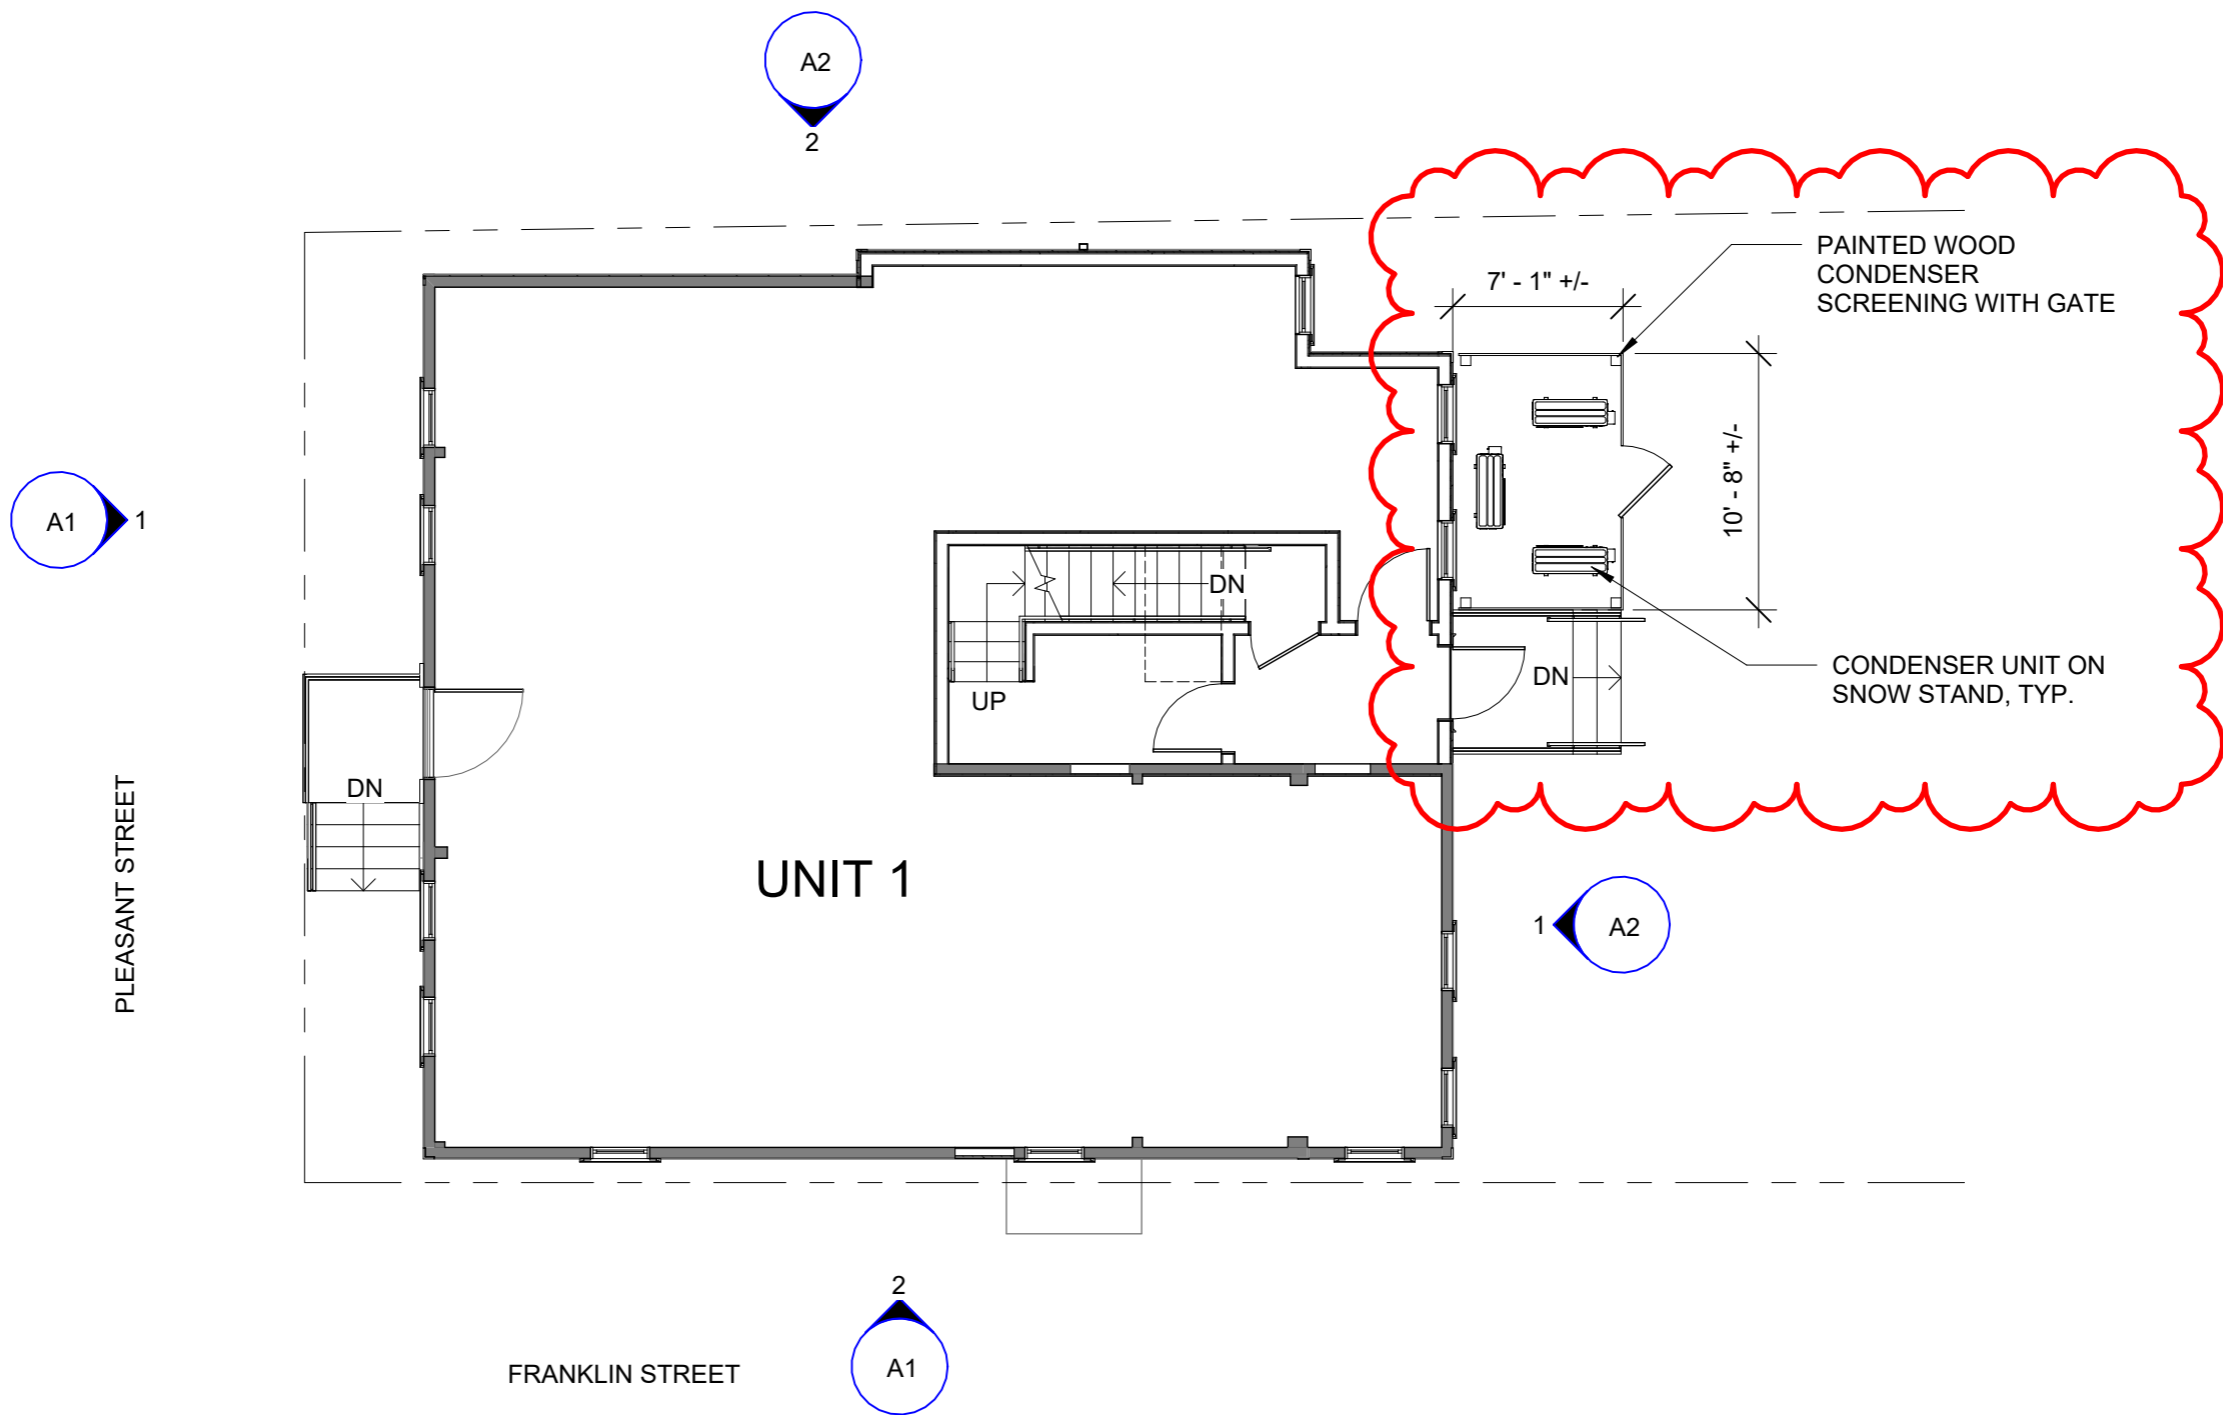 A2
2
PAINTED WOOD
CONDENSER
SCREENING WITH GATE
7' - 1" +/-
10' - 8" +/-
A1
1
DN
UP
DN
CONDENSER UNIT ON
SNOW STAND, TYP.
DN
PLEASANT STREET
UNIT 1
1
A2
2
A1
FRANKLIN STREET